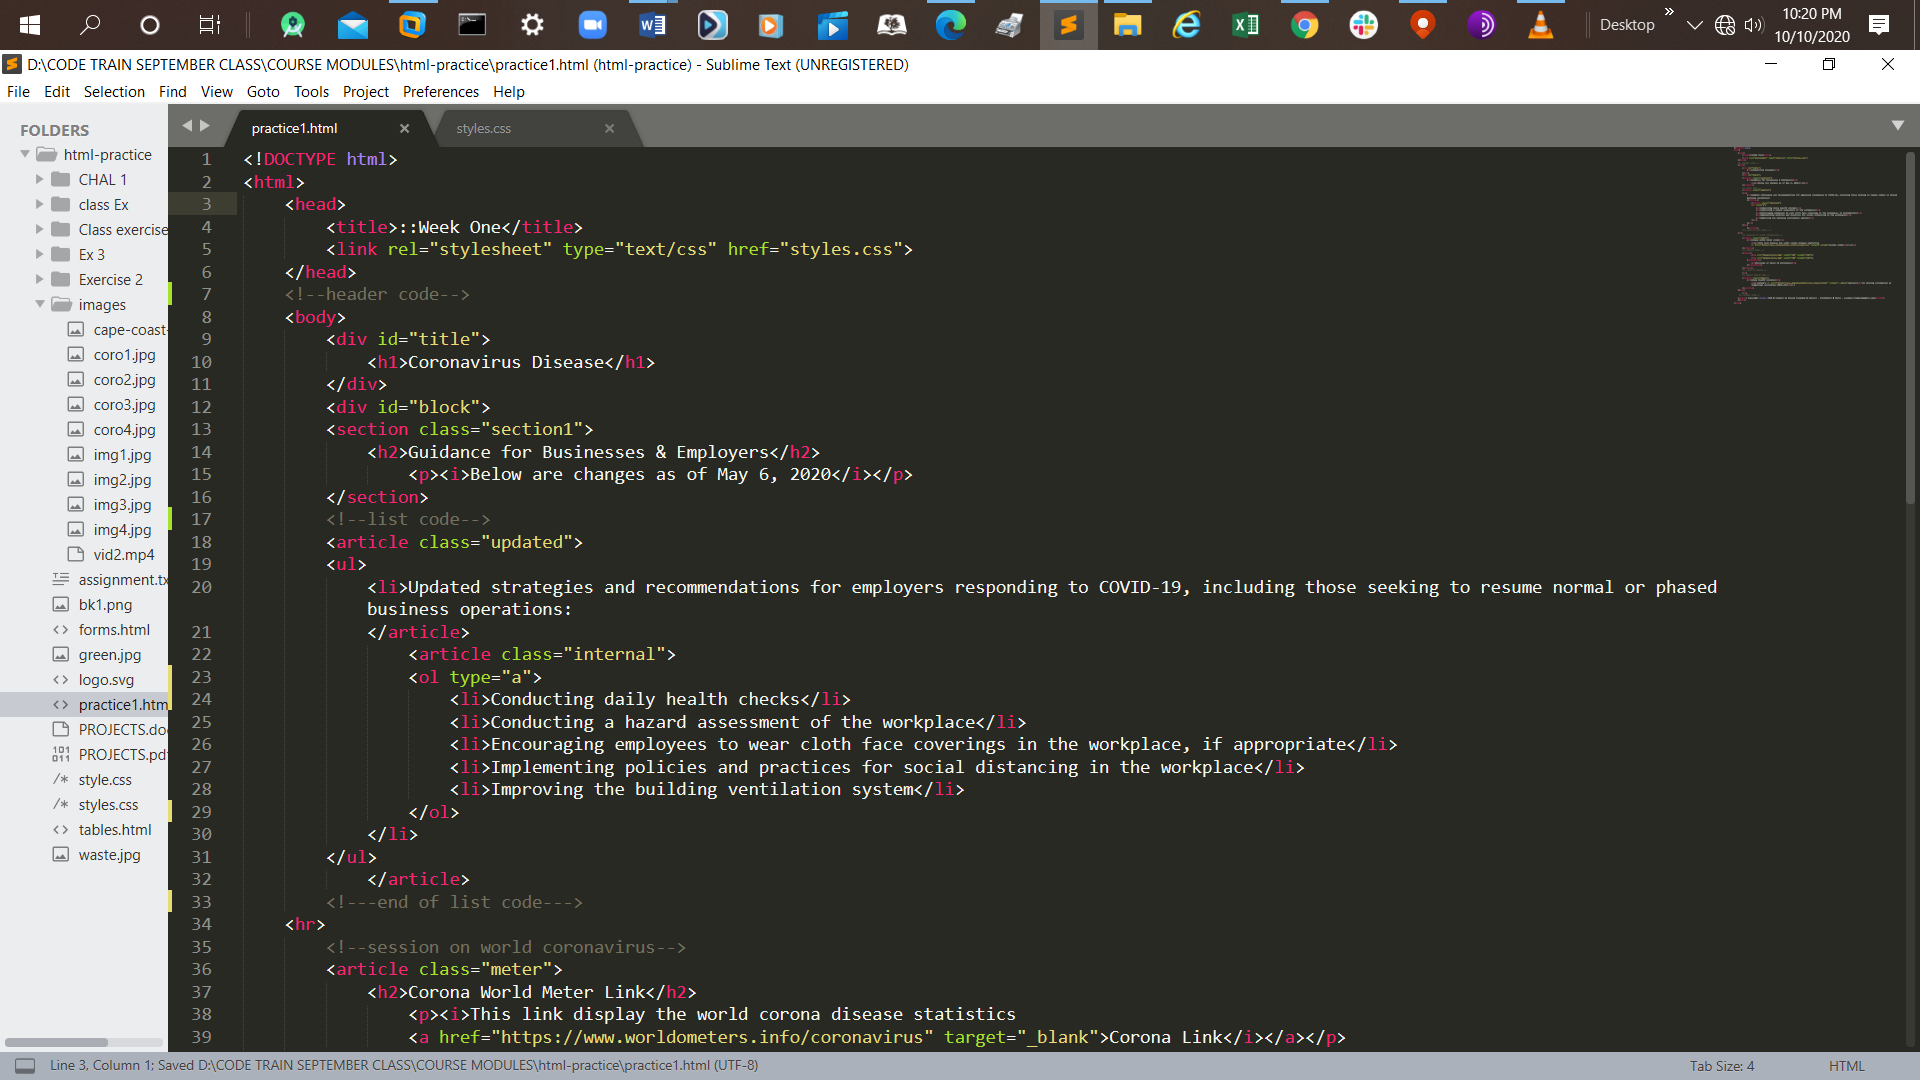 Desktop
»
10:20 PM
10/10/2020
D:\CODE TRAIN SEPTEMBER CLASS\COURSE MODULES\html-practice\practice1.html (html-practice) - Sublime Text (UNREGISTERED)
File Edit Selection Find View Goto Tools Project Preferences Help
FOLDERS
html-practice
CHAL 1
class Ex
Class exercise
Ex 3
Exercise 2
images
cape-coast-
coro1.jpg
coro2.jpg
coro3.jpg
coro4.jpg
img1.jpg
img2.jpg
img3.jpg
img4.jpg
vid2.mp4
assignment.tx
bk1.png
forms.html
green.jpg
logo.svg
practice1.htm
PROJECTS.do
PROJECTS.pd
style.css
styles.css
tables.html
waste.jpg
practice1.html styles.css
1 <!DOCTYPE html>
2 <html>
3 <head>
4 <title>::Week One</title>
5 <link rel="stylesheet" type="text/css" href="styles.css">
6 </head>
7 <!--header code-->
8 <body>
9 <div id="title">
10 <h1>Coronavirus Disease</h1>
11 </div>
12 <div id="block">
13 <section class="section1">
14 <h2>Guidance for Businesses & Employers</h2>
15 <p><i>Below are changes as of May 6, 2020</i></p>
16 </section>
17 <!--list code-->
18 <article class="updated">
19 <ul>
20 <li>Updated strategies and recommendations for employers responding to COVID-19, including those seeking to resume normal or phased
business operations:
21 </article>
22 <article class="internal">
23 <ol type="a">
24 <li>Conducting daily health checks</li>
25 <li>Conducting a hazard assessment of the workplace</li>
26 <li>Encouraging employees to wear cloth face coverings in the workplace, if appropriate</li>
27 <li>Implementing policies and practices for social distancing in the workplace</li>
28 <li>Improving the building ventilation system</li>
29 </ol>
30 </li>
31 </ul>
32 </article>
33 <!---end of list code--->
34 <hr>
35 <!--session on world coronavirus-->
36 <article class="meter">
37 <h2>Corona World Meter Link</h2>
38 <p><i>This link display the world corona disease statistics
39 <a href="https://www.worldometers.info/coronavirus" target="_blank">Corona Link</i></a></p>
Line 3, Column 1; Saved D:\CODE TRAIN SEPTEMBER CLASS\COURSE MODULES\html-practice\practice1.html (UTF-8)
Tab Size: 4
HTML